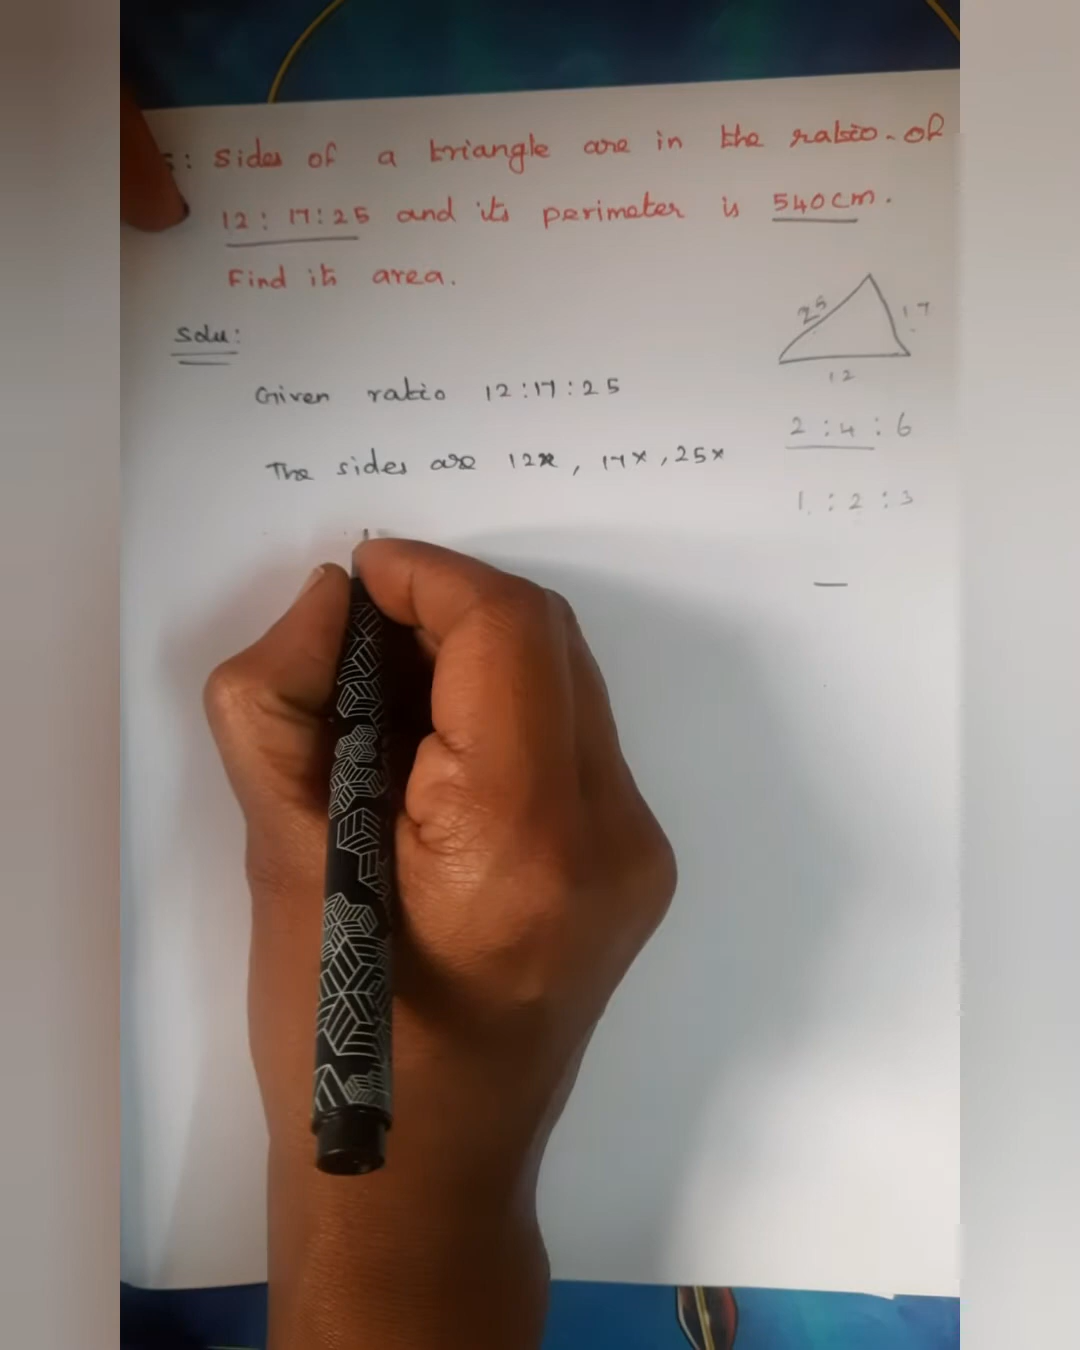 5: Sides of a triangle are in the ratio of
12 : 17 : 25 and its perimeter is 540cm.
Find its area.
Solu:
25
17
12
Given ratio 12:17:25
2 : 4 : 6
The sides are 12x, 17x, 25x
1 : 2 : 3